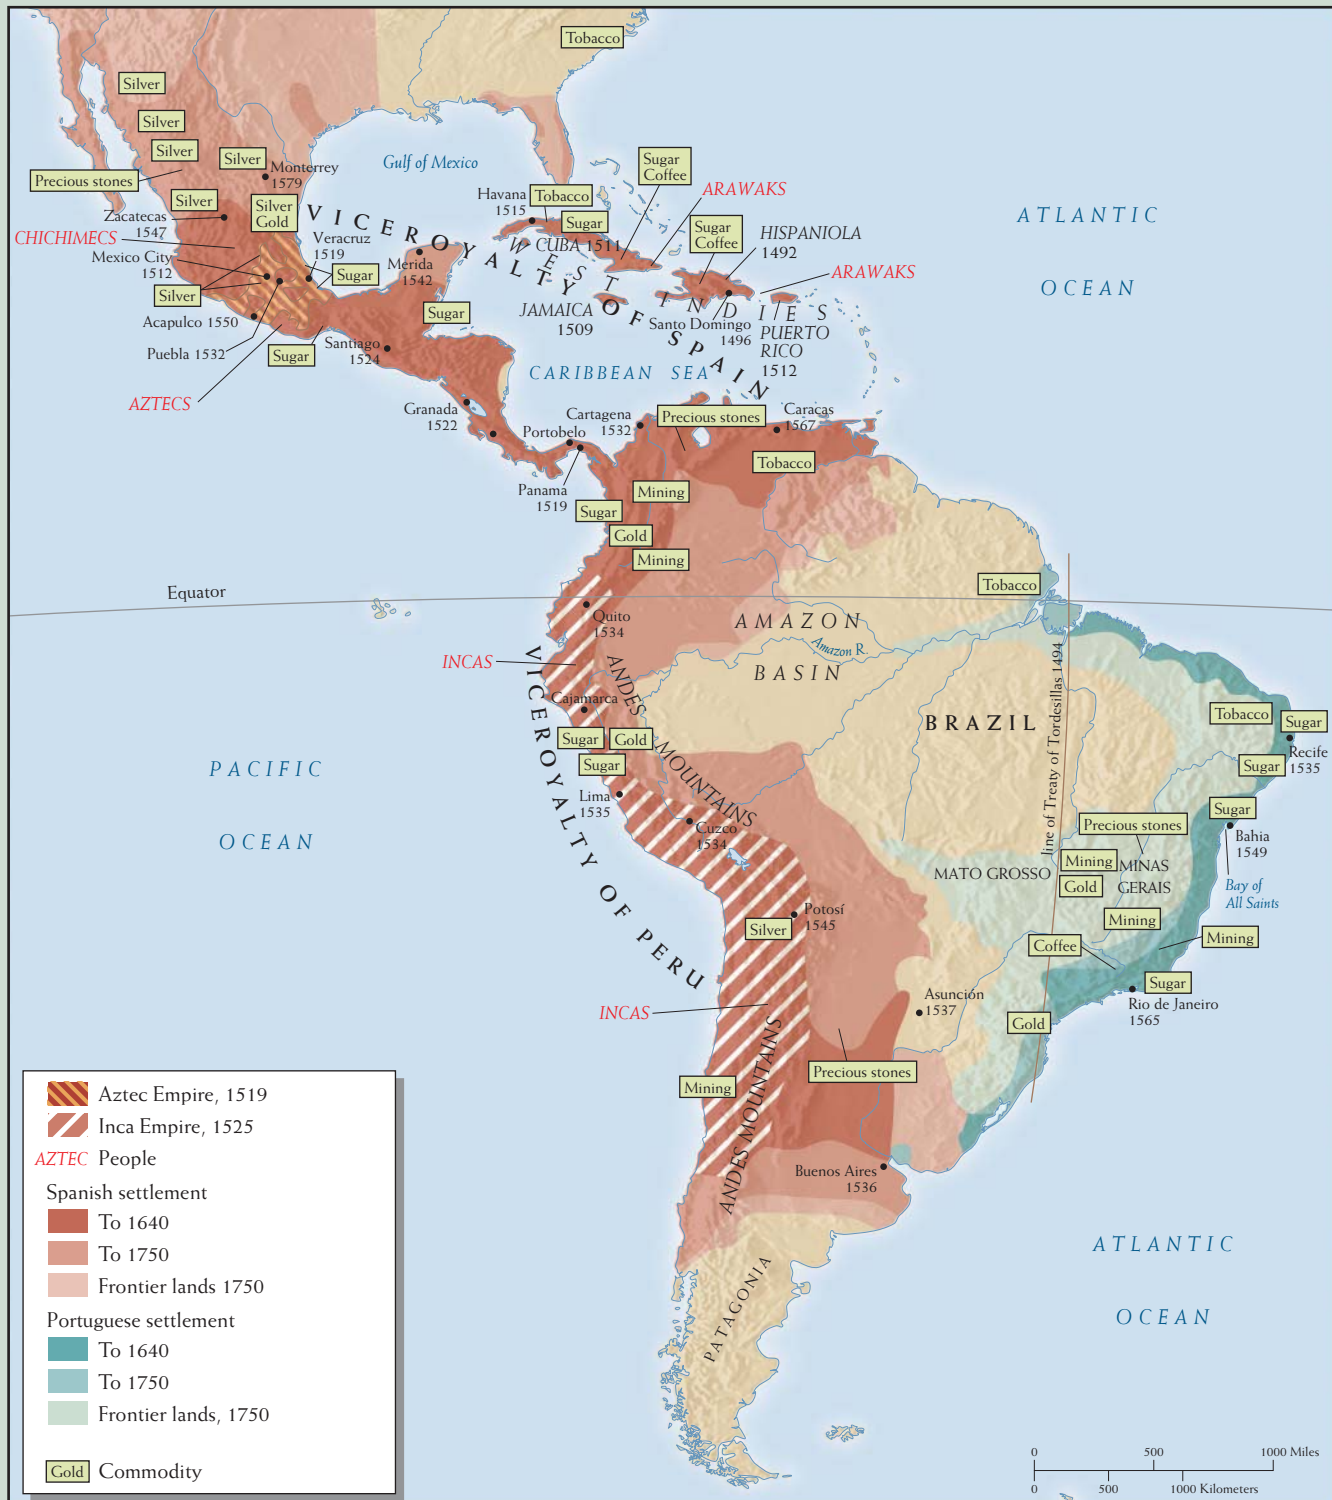 Tobacco
Silver
Silver
Silver
Silver
Monterrey
1579
Precious stones
Silver
Silver
Gold
Zacatecas
1547
CHICHIMECS
Mexico City
1512
Silver
Veracruz
1519
Sugar
Acapulco 1550
Puebla 1532
Sugar
AZTECS
Gulf of Mexico
VICEROYALTY OF SPAIN
Merida
1542
Sugar
Santiago
1524
Havana
1515
Tobacco
Sugar
CUBA 1511
Sugar
Coffee
ARAWAKS
Sugar
Coffee
HISPANIOLA
1492
ARAWAKS
WEST INDIES
JAMAICA
1509
Santo Domingo
1496
PUERTO
RICO
1512
ATLANTIC
OCEAN
CARIBBEAN SEA
Granada
1522
Portobelo
Panama
1519
Cartagena
1532
Precious stones
Caracas
1567
Tobacco
Mining
Sugar
Gold
Mining
Equator
Tobacco
Quito
1534
AMAZON
BASIN
Amazon R.
INCAS
ANDES
MOUNTAINS
Cajamarca
VICEROYALTY OF PERU
Sugar
Gold
Sugar
Lima
1535
Cuzco
1534
PACIFIC
OCEAN
BRAZIL
line of Treaty of Tordesillas 1494
Tobacco
Sugar
Recife
1535
Sugar
Sugar
Bahia
1549
Precious stones
Mining
MINAS
GERAIS
MATO GROSSO
Gold
Bay of
All Saints
Mining
Mining
Coffee
Sugar
Rio de Janeiro
1565
Gold
Potosí
1545
Silver
Asunción
1537
INCAS
Precious stones
Mining
ANDES MOUNTAINS
Buenos Aires
1536
PATAGONIA
ATLANTIC
OCEAN
Aztec Empire, 1519
Inca Empire, 1525
AZTEC People
Spanish settlement
To 1640
To 1750
Frontier lands 1750
Portuguese settlement
To 1640
To 1750
Frontier lands, 1750
Gold Commodity
0 500 1000 Miles
0 500 1000 Kilometers